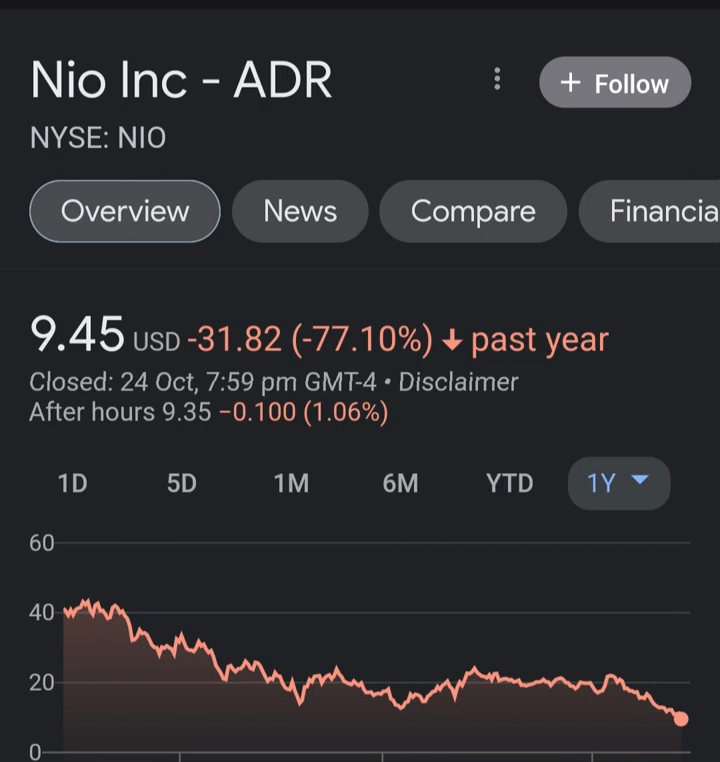 Nio Inc - ADR
+ Follow
NYSE: NIO
Overview
News
Compare
Financia
9.45 USD -31.82 (-77.10%) ↓ past year
Closed: 24 Oct, 7:59 pm GMT-4 • Disclaimer
After hours 9.35 −0.100 (1.06%)
1D
5D
1M
6M
YTD
1Y
60
40
20
0